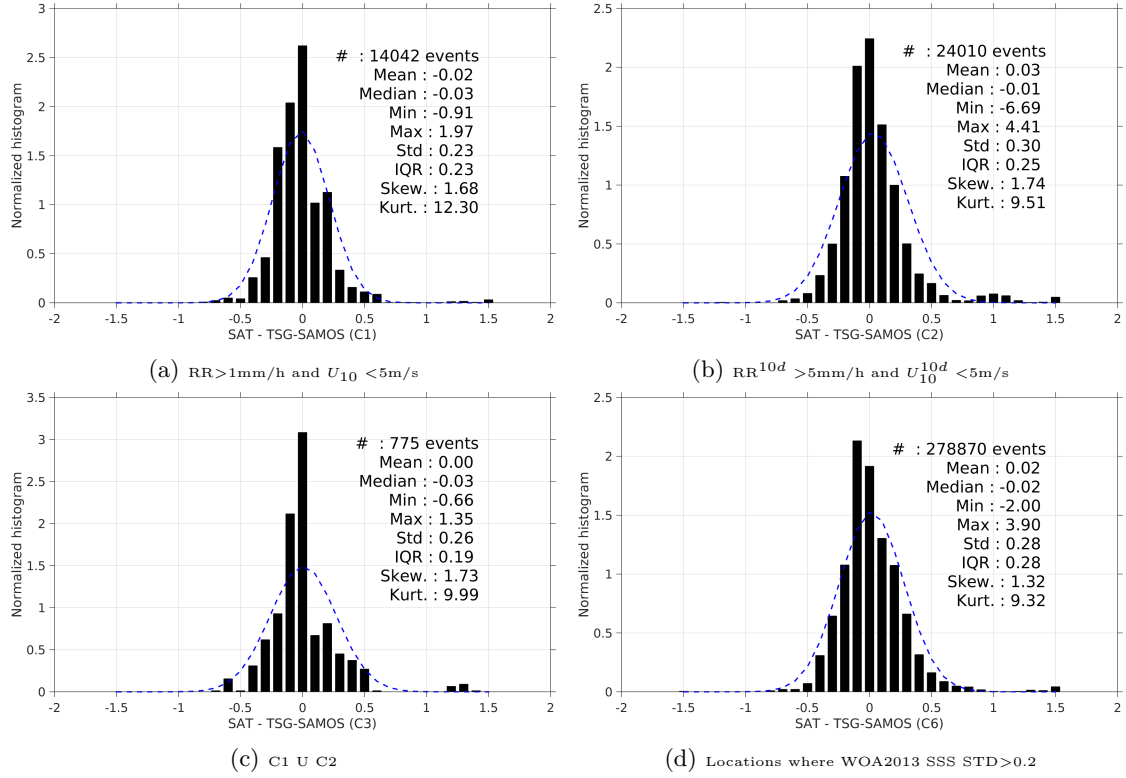 3
2.5
2
1.5
1
0.5
0
Normalized histogram
# : 14042 events
Mean : -0.02
Median : -0.03
Min : -0.91
Max : 1.97
Std : 0.23
IQR : 0.23
Skew. : 1.68
Kurt. : 12.30
-2 -1.5 -1 -0.5 0 0.5 1 1.5 2
SAT - TSG-SAMOS (C1)
(a) RR>1mm/h and U10 <5m/s
2.5
2
1.5
1
0.5
0
Normalized histogram
# : 24010 events
Mean : 0.03
Median : -0.01
Min : -6.69
Max : 4.41
Std : 0.30
IQR : 0.25
Skew. : 1.74
Kurt. : 9.51
-2 -1.5 -1 -0.5 0 0.5 1 1.5 2
SAT - TSG-SAMOS (C2)
(b) RR^10d >5mm/h and U10^10d <5m/s
3.5
3
2.5
2
1.5
1
0.5
0
Normalized histogram
# : 775 events
Mean : 0.00
Median : -0.03
Min : -0.66
Max : 1.35
Std : 0.26
IQR : 0.19
Skew. : 1.73
Kurt. : 9.99
-2 -1.5 -1 -0.5 0 0.5 1 1.5 2
SAT - TSG-SAMOS (C3)
(c) C1 U C2
2.5
2
1.5
1
0.5
0
Normalized histogram
# : 278870 events
Mean : 0.02
Median : -0.02
Min : -2.00
Max : 3.90
Std : 0.28
IQR : 0.28
Skew. : 1.32
Kurt. : 9.32
-2 -1.5 -1 -0.5 0 0.5 1 1.5 2
SAT - TSG-SAMOS (C6)
(d) Locations where WOA2013 SSS STD>0.2